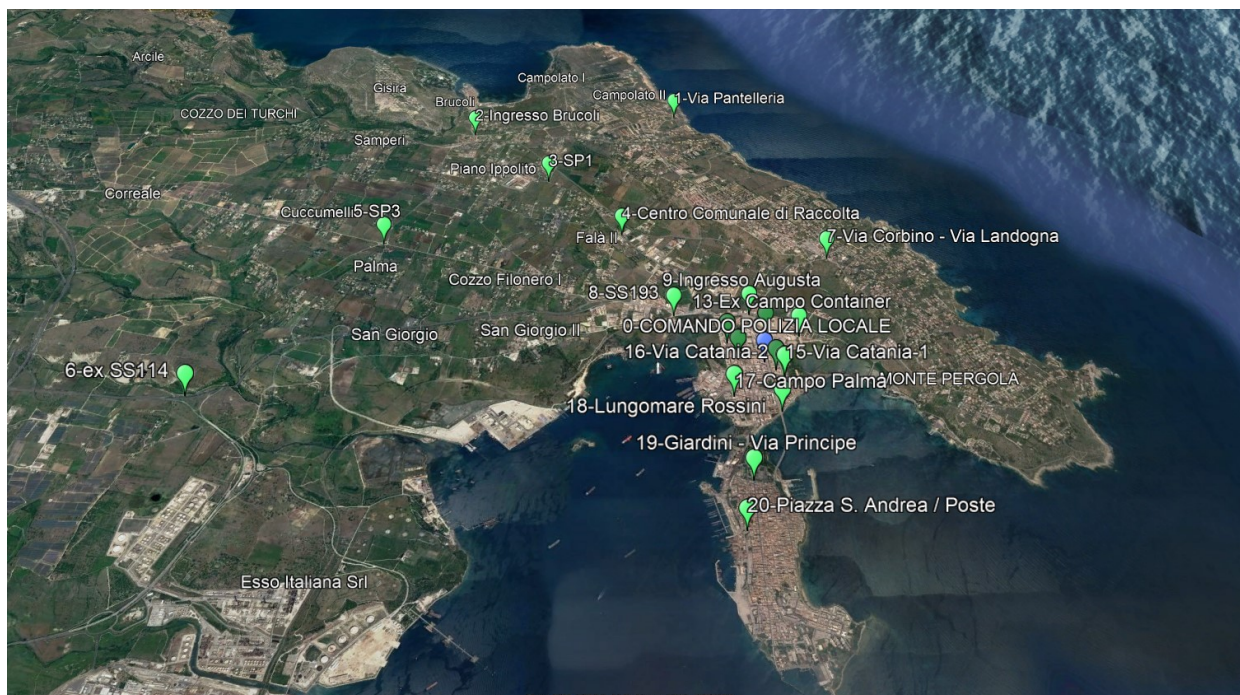 Arcile
Campolato I
Gisira
Campolato II
1-Via Pantelleria
Brucoli
COZZO DEI TURCHI
2-Ingresso Brucoli
Samperi
Piano Ippolito
3-SP1
Correale
Cuccumelli
5-SP3
4-Centro Comunale di Raccolta
Falà II
7-Via Corbino - Via Landogna
Palma
Cozzo Filonero I
9-Ingresso Augusta
8-SS193
13-Ex Campo Container
San Giorgio
San Giorgio II
0-COMANDO POLIZIA LOCALE
16-Via Catania-2
15-Via Catania-1
6-ex SS114
17-Campo Palma
MONTE PERGOLA
18-Lungomare Rossini
19-Giardini - Via Principe
20-Piazza S. Andrea / Poste
Esso Italiana Srl